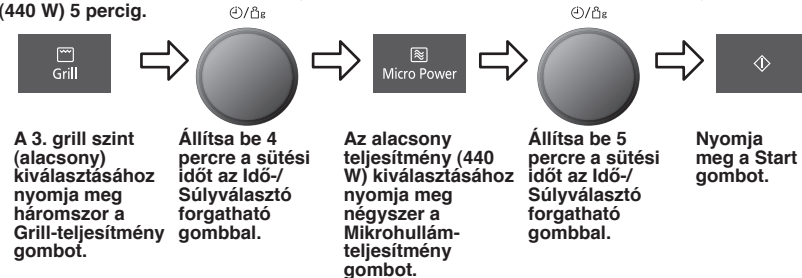 (440 W) 5 percig.
⏲/g
⏲/g
Grill
Micro Power
A 3. grill szint
(alacsony)
kiválasztásához
nyomja meg
háromszor a
Grill-teljesítmény
gombot.
Állítsa be 4
percre a sütési
időt az Idő-/
Súlyválasztó
forgatható
gombbal.
Az alacsony
teljesítmény (440
W) kiválasztásához
nyomja meg
négyszer a
Mikrohullám-
teljesítmény
gombot.
Állítsa be 5
percre a sütési
időt az Idő-/
Súlyválasztó
forgatható
gombbal.
Nyomja
meg a Start
gombot.